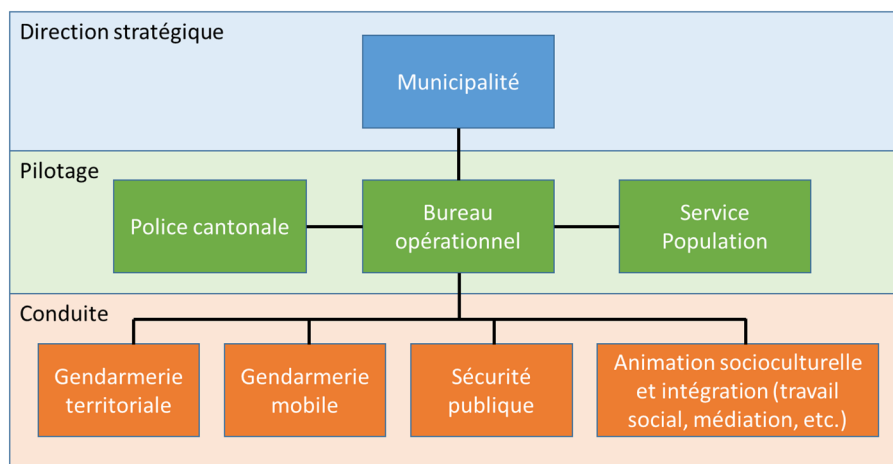 Direction stratégique
Municipalité
Pilotage
Police cantonale
Bureau
opérationnel
Service
Population
Conduite
Gendarmerie
territoriale
Gendarmerie
mobile
Sécurité
publique
Animation socioculturelle
et intégration (travail
social, médiation, etc.)